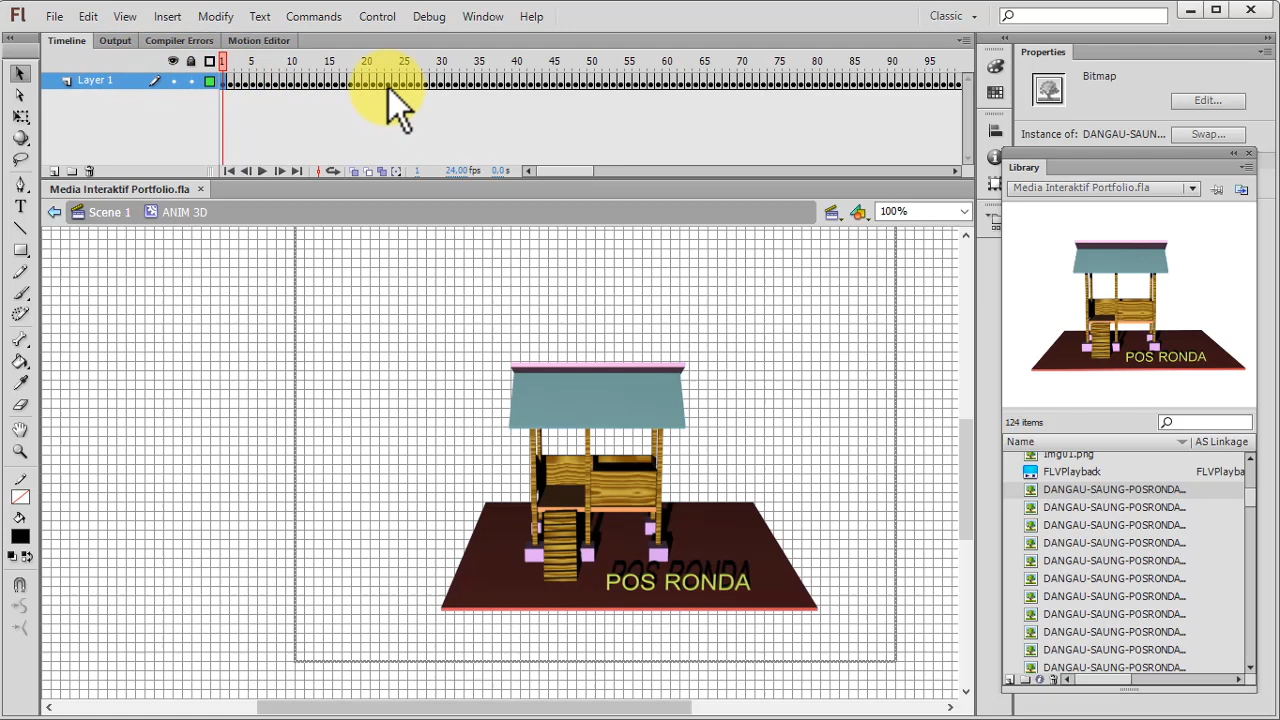 Fl File Edit View Insert Modify Text Commands Control Debug Window Help Classic
Timeline Output Compiler Errors Motion Editor Properties
1 5 10 15 20 25 30 35 40 45 50 55 60 65 70 75 80 85 90 95
Layer 1
Bitmap
Edit...
Instance of: DANGAU-SAUN... Swap...
1 24,00 fps 0,0 s
Library
Media Interaktif Portfolio.fla
Media Interaktif Portfolio.fla
Scene 1 ANIM 3D 100%
POS RONDA
124 items
Name AS Linkage
Img01.png
FLVPlayback FLVPlayba
DANGAU-SAUNG-POSRONDA...
DANGAU-SAUNG-POSRONDA...
DANGAU-SAUNG-POSRONDA...
DANGAU-SAUNG-POSRONDA...
DANGAU-SAUNG-POSRONDA...
DANGAU-SAUNG-POSRONDA...
DANGAU-SAUNG-POSRONDA...
DANGAU-SAUNG-POSRONDA...
DANGAU-SAUNG-POSRONDA...
DANGAU-SAUNG-POSRONDA...
DANGAU-SAUNG-POSRONDA...
POS RONDA